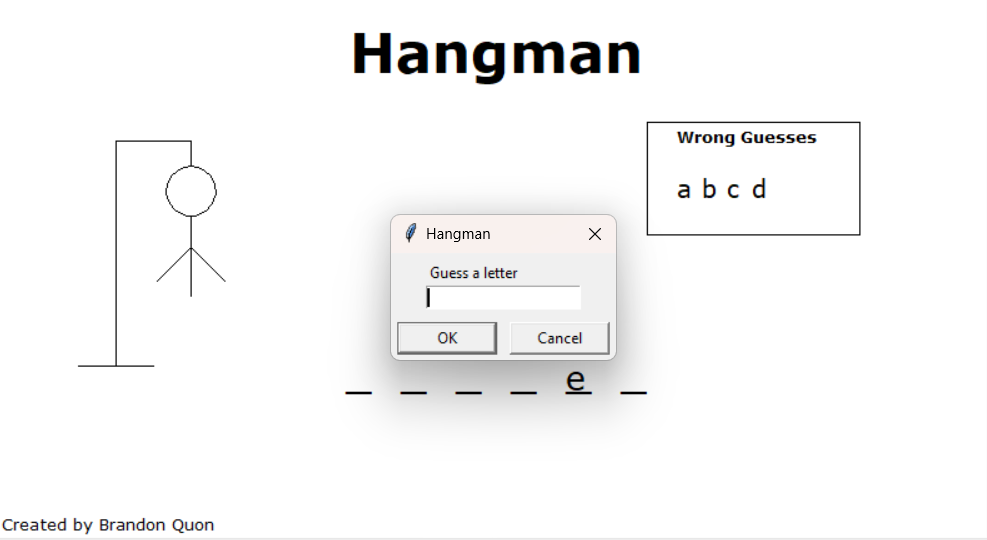 Hangman
Wrong Guesses
a b c d
Hangman
Guess a letter
OK Cancel
_ _ _ _ e _
Created by Brandon Quon